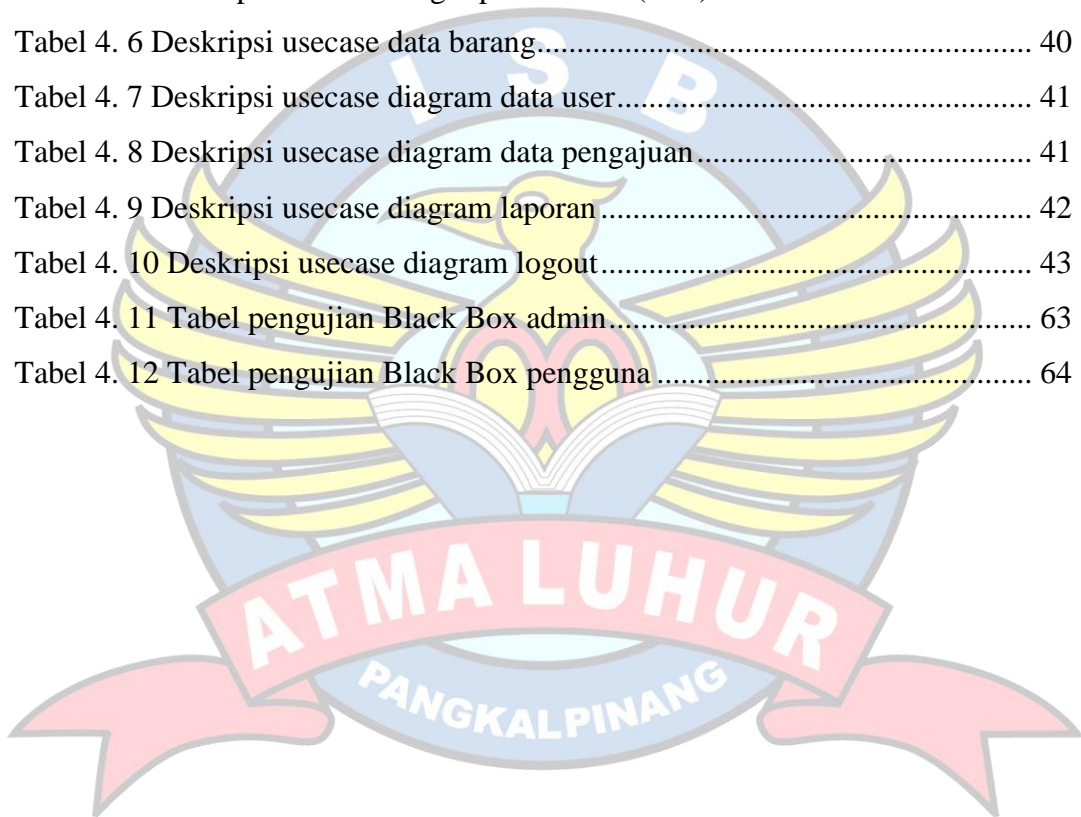 Tabel 4. 6 Deskripsi usecase data barang.......................................................... 40
Tabel 4. 7 Deskripsi usecase diagram data user................................................. 41
Tabel 4. 8 Deskripsi usecase diagram data pengajuan....................................... 41
Tabel 4. 9 Deskripsi usecase diagram laporan................................................... 42
Tabel 4. 10 Deskripsi usecase diagram logout................................................... 43
Tabel 4. 11 Tabel pengujian Black Box admin.................................................. 63
Tabel 4. 12 Tabel pengujian Black Box pengguna............................................ 64
I S B
ATMA LUHUR
PANGKALPINANG